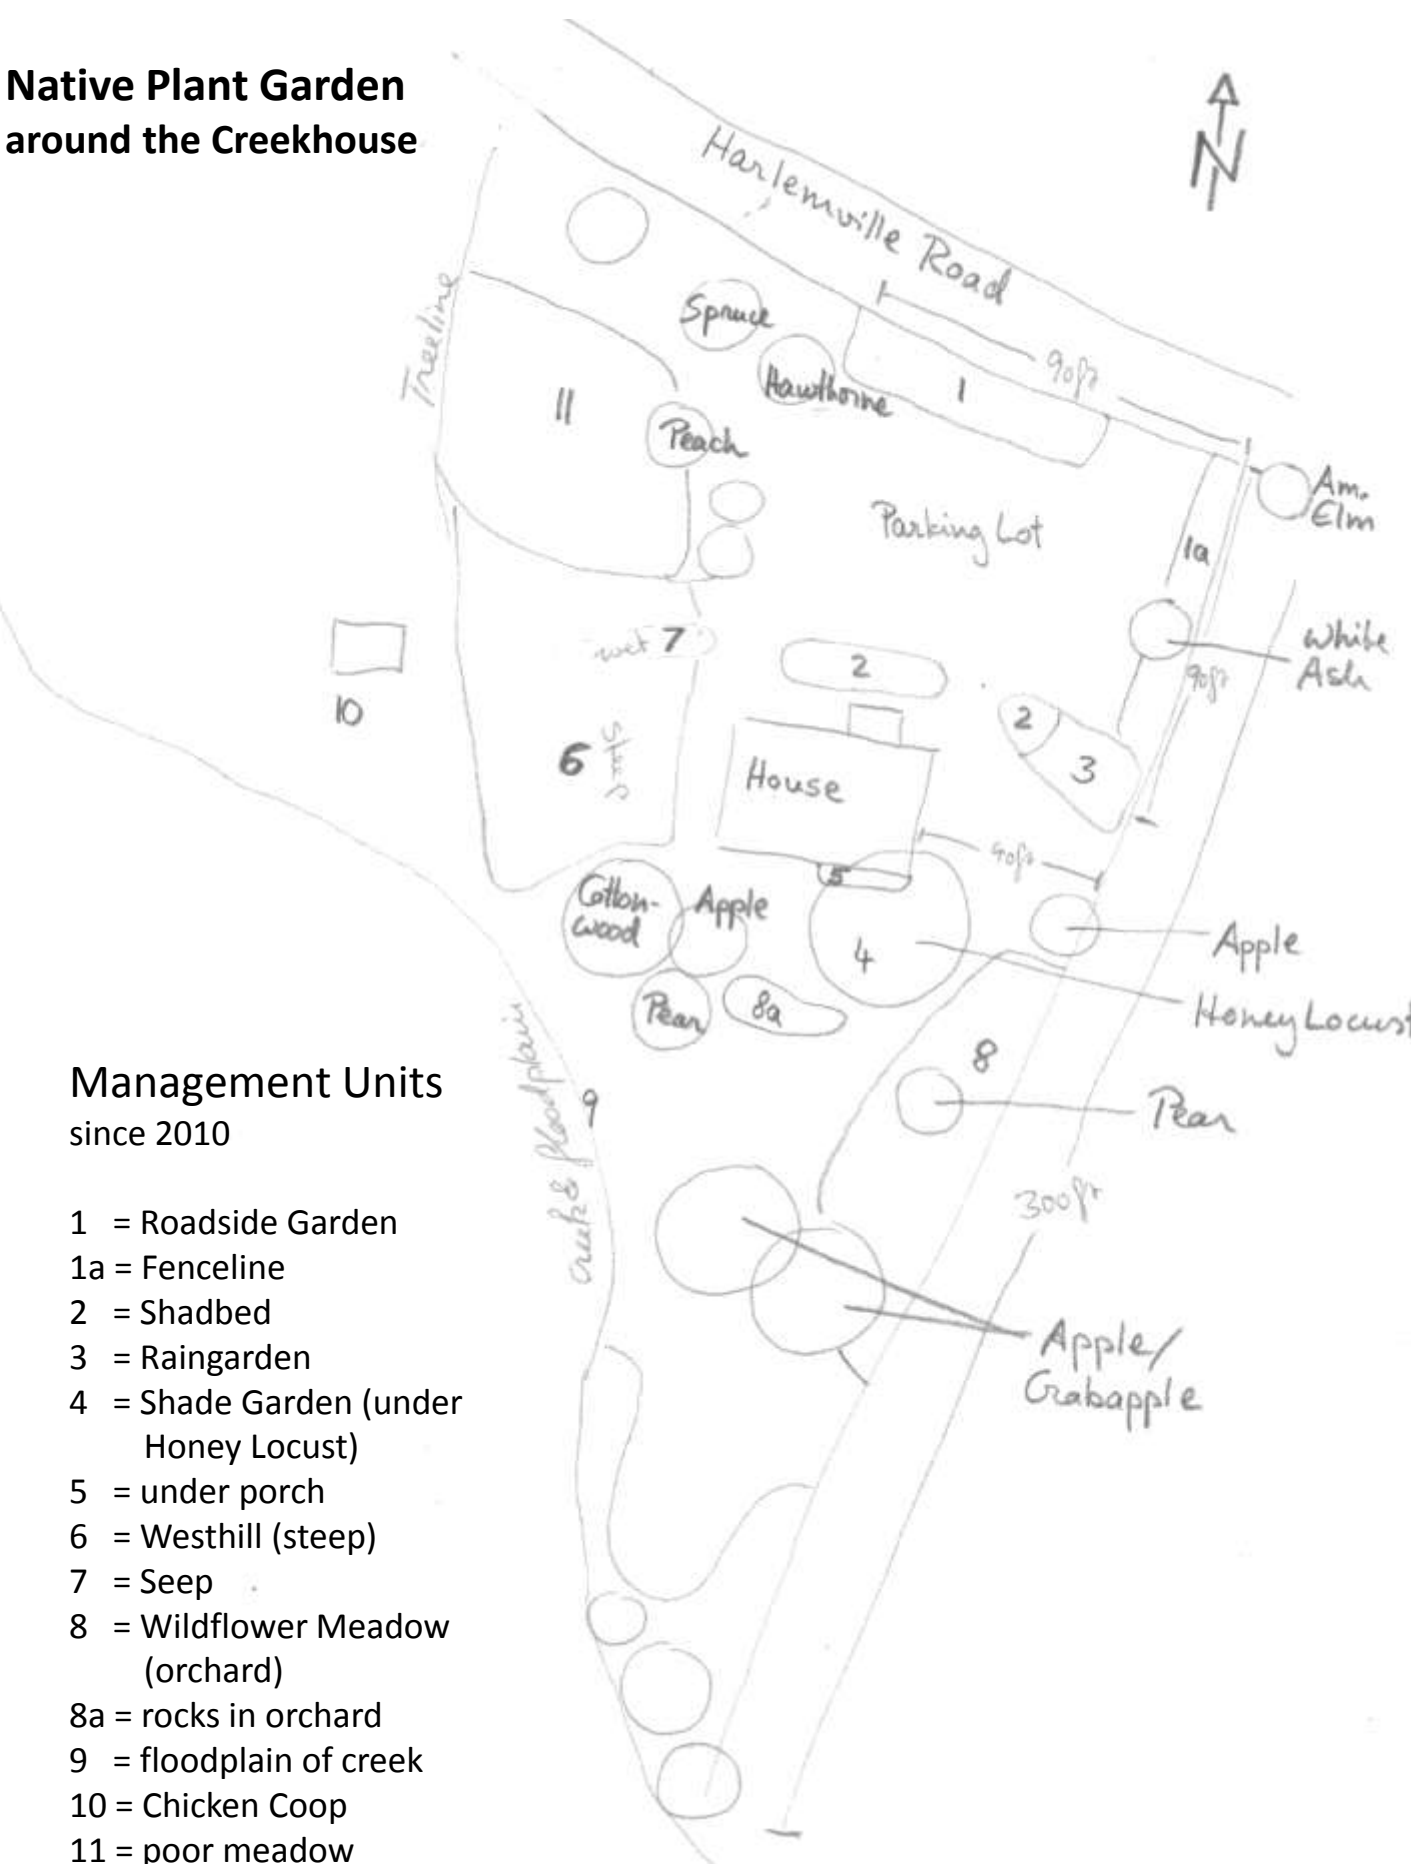 Native Plant Garden
around the Creekhouse
N
Harlemville Road
Treeline
Spruce
Hawthorne
1
90ft
11
Peach
Am.
Elm
Parking Lot
1a
White
Ash
90ft
wet 7
2
10
2
3
6
steep
House
40ft
5
Cotton-
wood
Apple
4
Apple
Pear
8a
Honey Locust
8
Pear
9
creek & floodplain
300ft
Apple/
Crabapple
Management Units
since 2010
1 = Roadside Garden
1a = Fenceline
2 = Shadbed
3 = Raingarden
4 = Shade Garden (under
Honey Locust)
5 = under porch
6 = Westhill (steep)
7 = Seep
8 = Wildflower Meadow
(orchard)
8a = rocks in orchard
9 = floodplain of creek
10 = Chicken Coop
11 = poor meadow